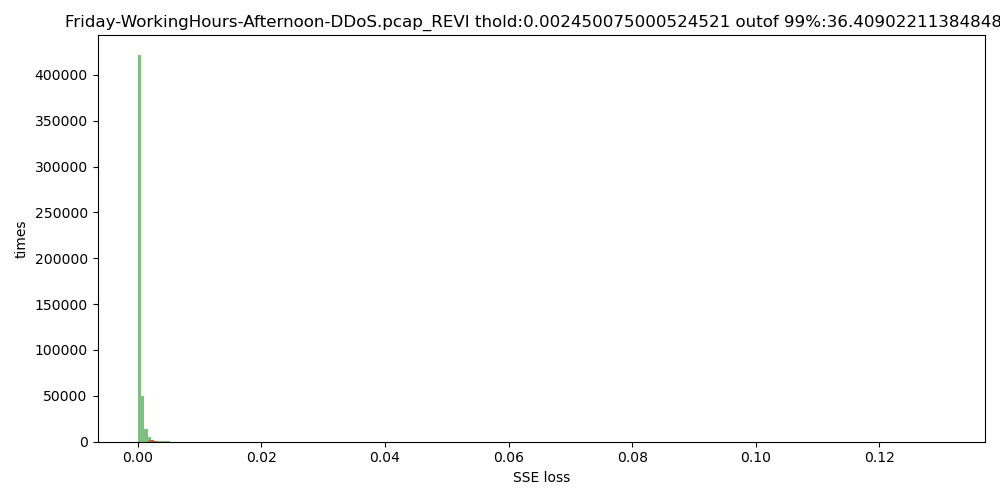 Friday-WorkingHours-Afternoon-DDoS.pcap_REVI thold:0.002450075000524521 outof 99%:36.40902211384848
400000
350000
300000
250000
200000
150000
100000
50000
0
times
0.00 0.02 0.04 0.06 0.08 0.10 0.12
SSE loss